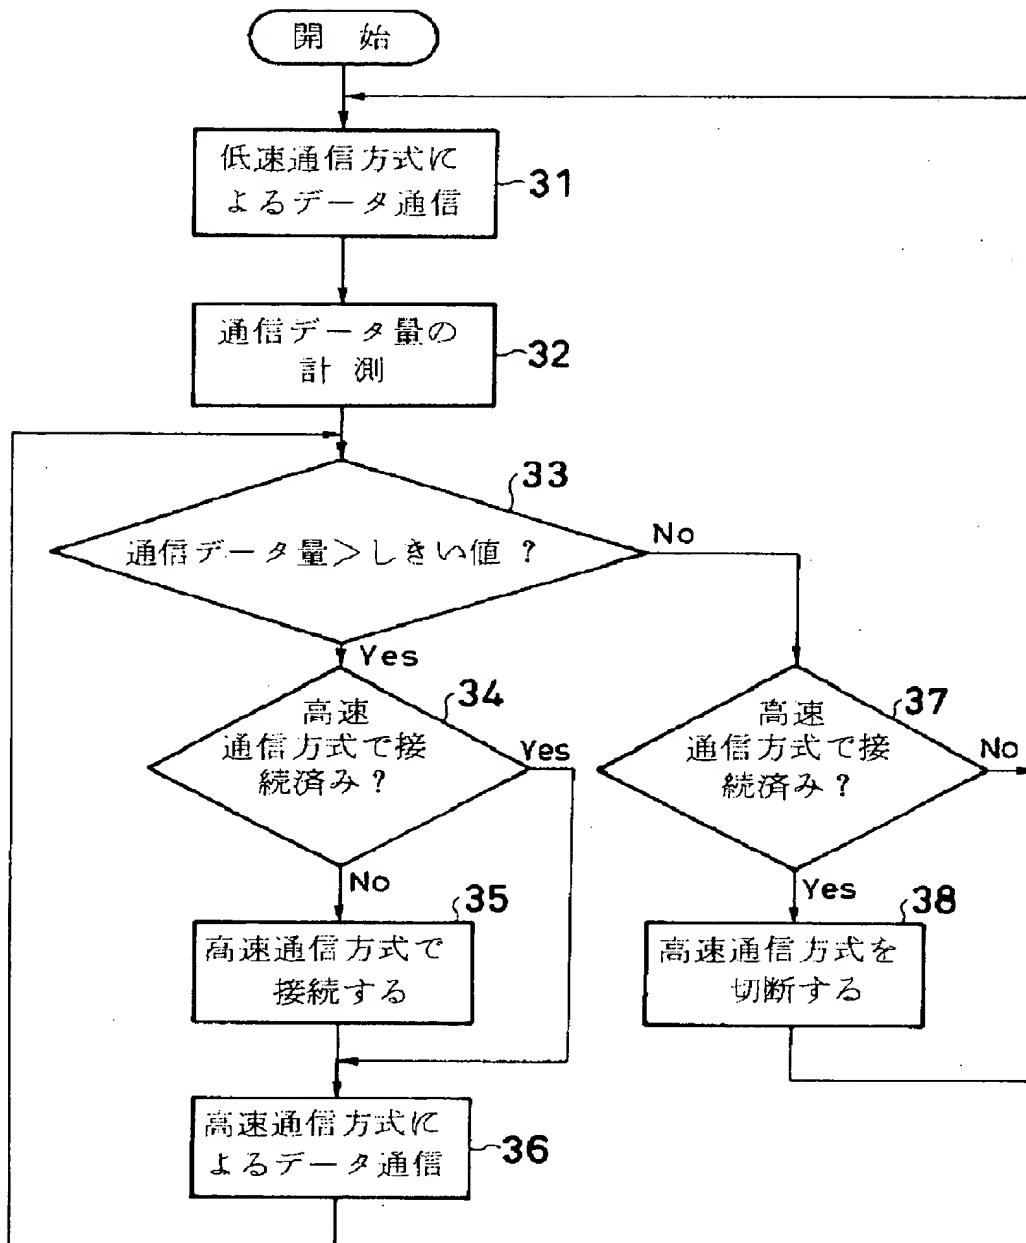 開 始
低速通信方式に
よるデータ通信
31
通信データ量の
計 測
32
33
通信データ量>しきい値 ?
No
Yes
34
高速
通信方式で接
続済み?
Yes
No
37
高速
通信方式で接
続済み?
No
Yes
35
高速通信方式で
接続する
38
高速通信方式を
切断する
高速通信方式に
よるデータ通信
36